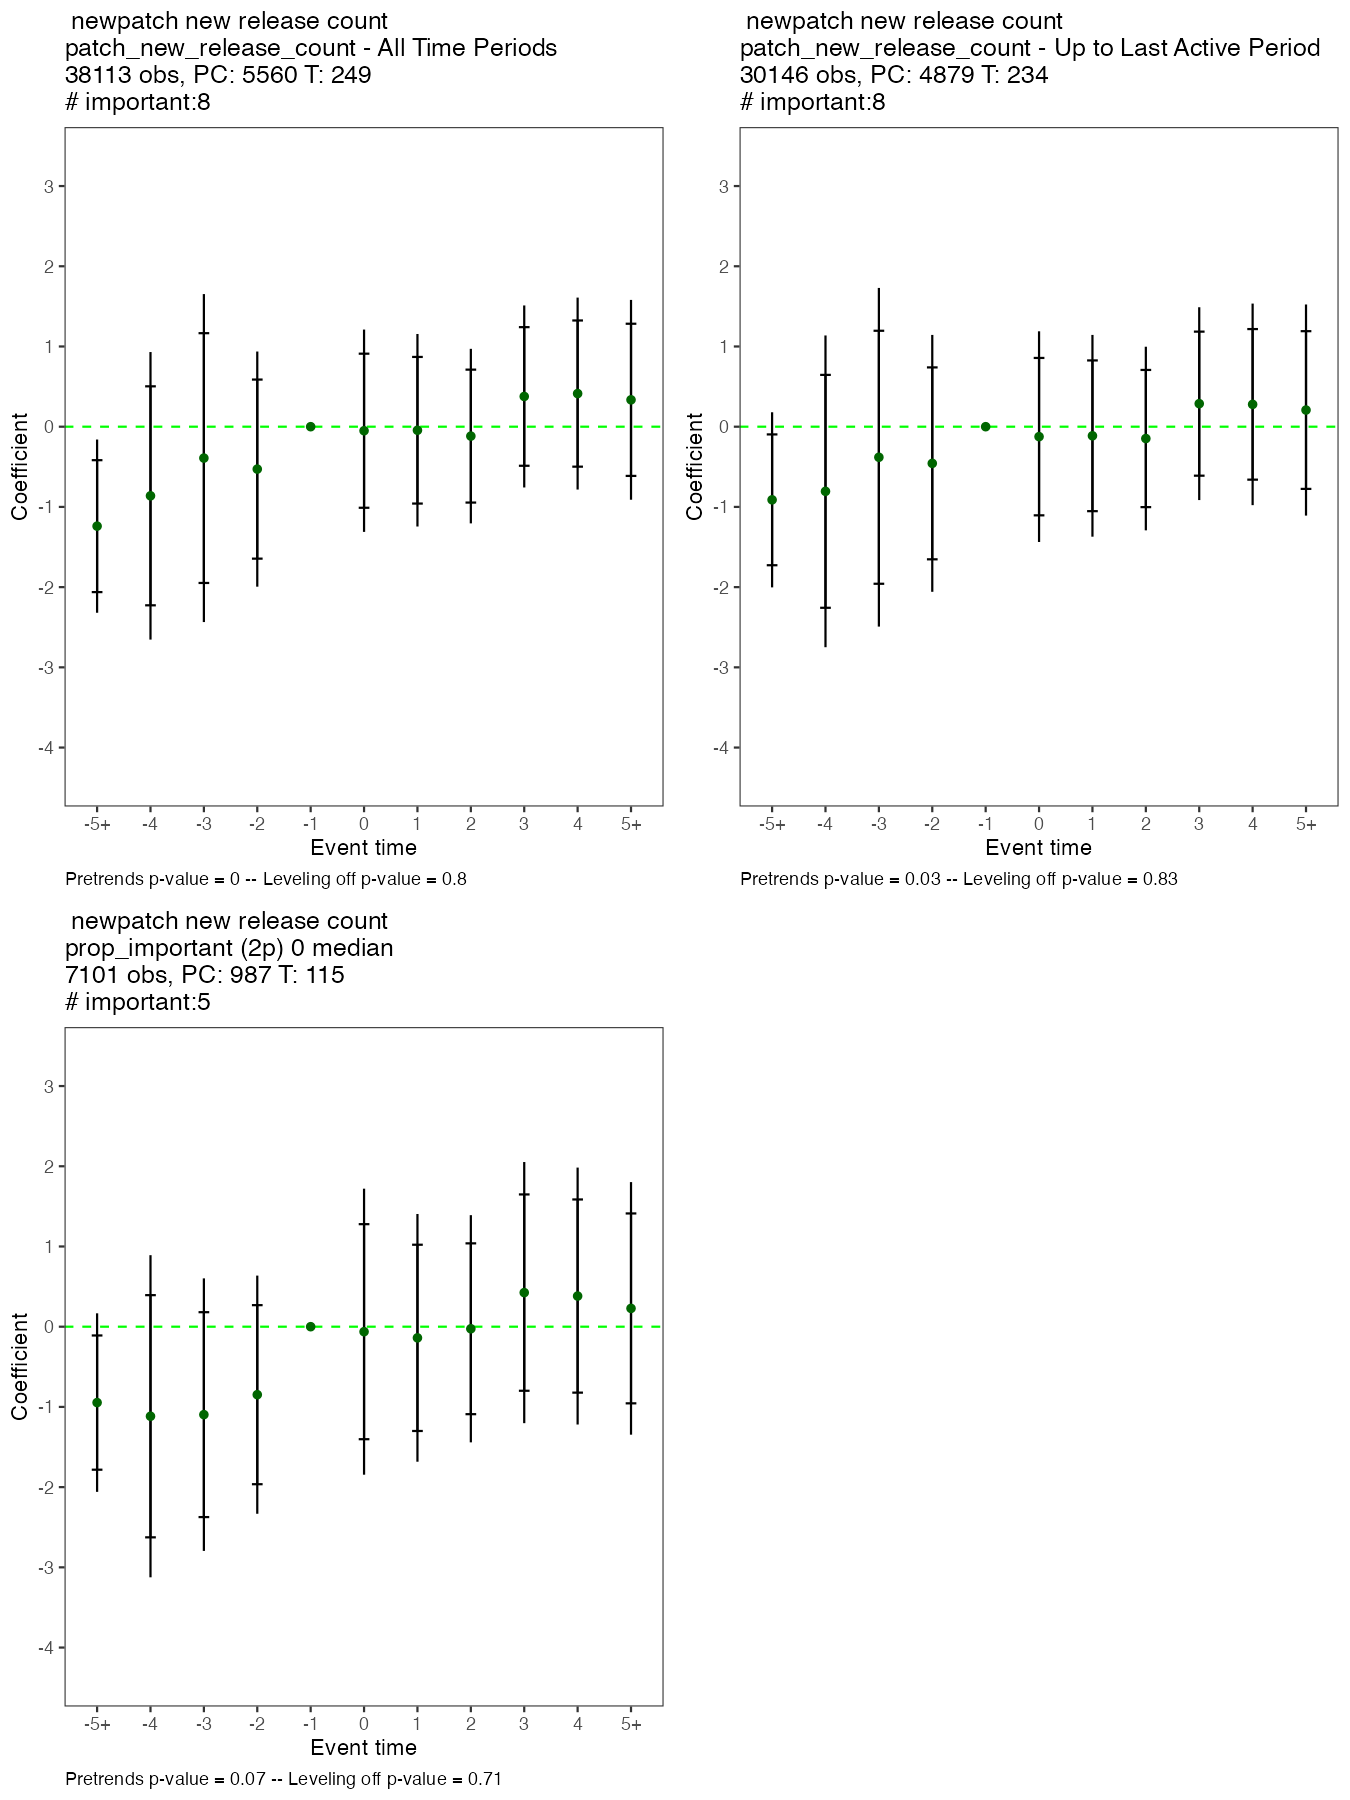 newpatch new release count
patch_new_release_count - All Time Periods
38113 obs, PC: 5560 T: 249
# important:8
3
2
1
0
-1
-2
-3
-4
Coefficient
-5+ -4 -3 -2 -1 0 1 2 3 4 5+
Event time
Pretrends p-value = 0 -- Leveling off p-value = 0.8
newpatch new release count
patch_new_release_count - Up to Last Active Period
30146 obs, PC: 4879 T: 234
# important:8
3
2
1
0
-1
-2
-3
-4
Coefficient
-5+ -4 -3 -2 -1 0 1 2 3 4 5+
Event time
Pretrends p-value = 0.03 -- Leveling off p-value = 0.83
newpatch new release count
prop_important (2p) 0 median
7101 obs, PC: 987 T: 115
# important:5
3
2
1
0
-1
-2
-3
-4
Coefficient
-5+ -4 -3 -2 -1 0 1 2 3 4 5+
Event time
Pretrends p-value = 0.07 -- Leveling off p-value = 0.71